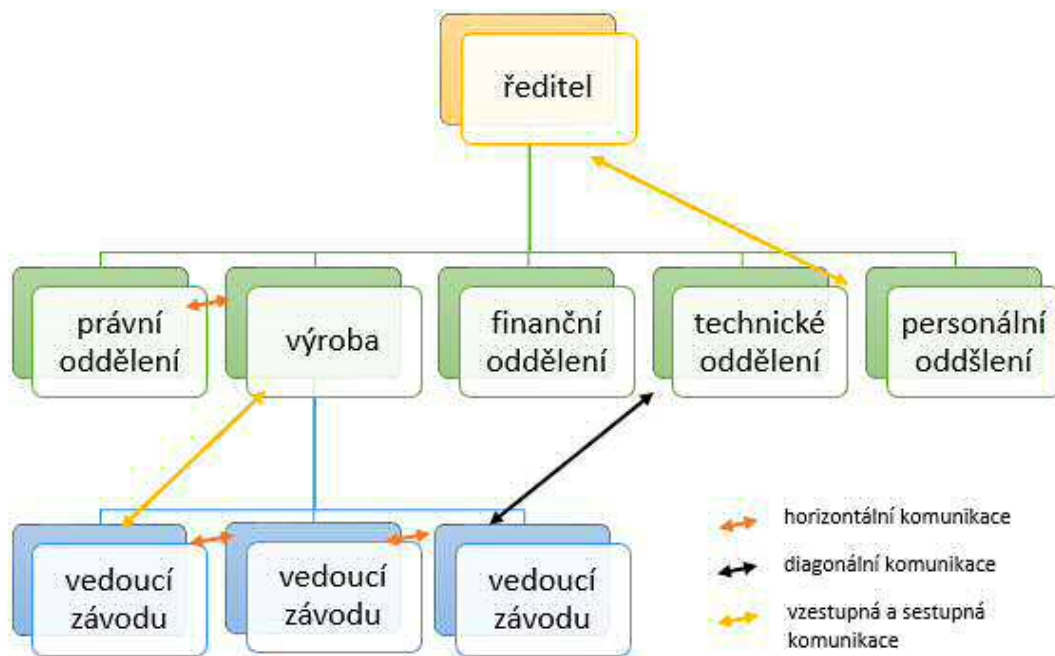 ředitel
právní
oddělení
výroba
finanční
oddělení
technické
oddělení
personální
oddšlení
vedoucí
závodu
vedoucí
závodu
vedoucí
závodu
horizontální komunikace
diagonální komunikace
vzestupná a sestupná
komunikace